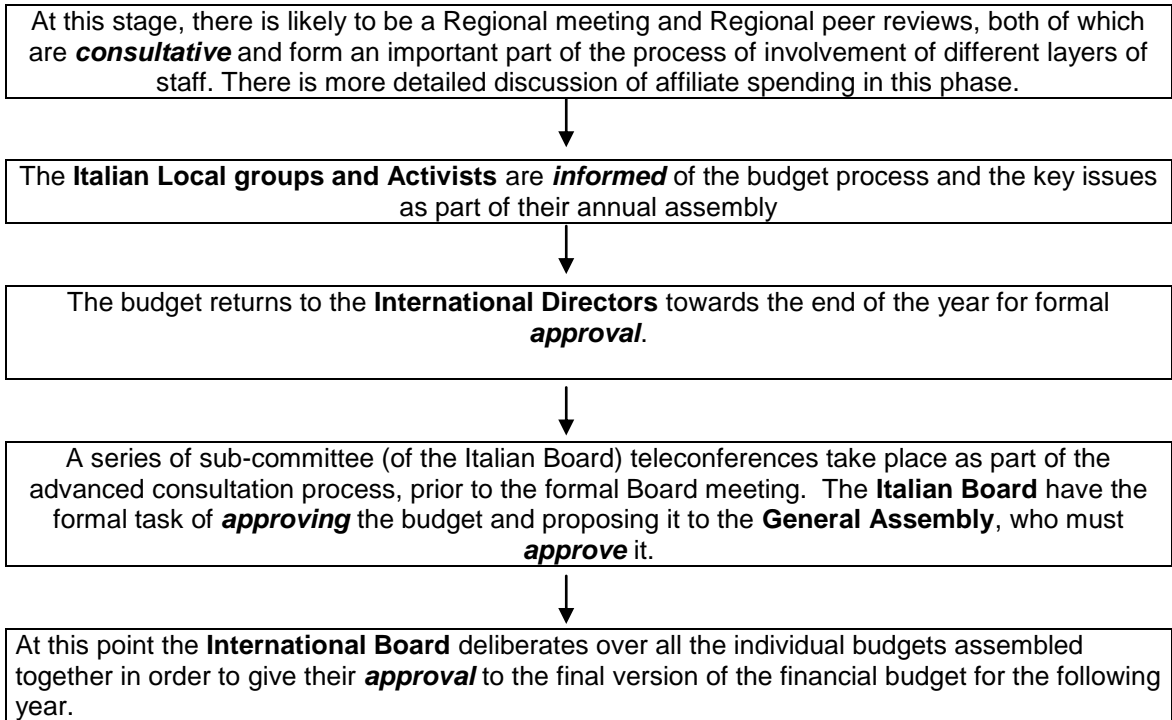 At this stage, there is likely to be a Regional meeting and Regional peer reviews, both of which
are consultative and form an important part of the process of involvement of different layers of
staff. There is more detailed discussion of affiliate spending in this phase.
The Italian Local groups and Activists are informed of the budget process and the key issues
as part of their annual assembly
The budget returns to the International Directors towards the end of the year for formal
approval.
A series of sub-committee (of the Italian Board) teleconferences take place as part of the
advanced consultation process, prior to the formal Board meeting.  The Italian Board have the
formal task of approving the budget and proposing it to the General Assembly, who must
approve it.
At this point the International Board deliberates over all the individual budgets assembled
together in order to give their approval to the final version of the financial budget for the following
year.